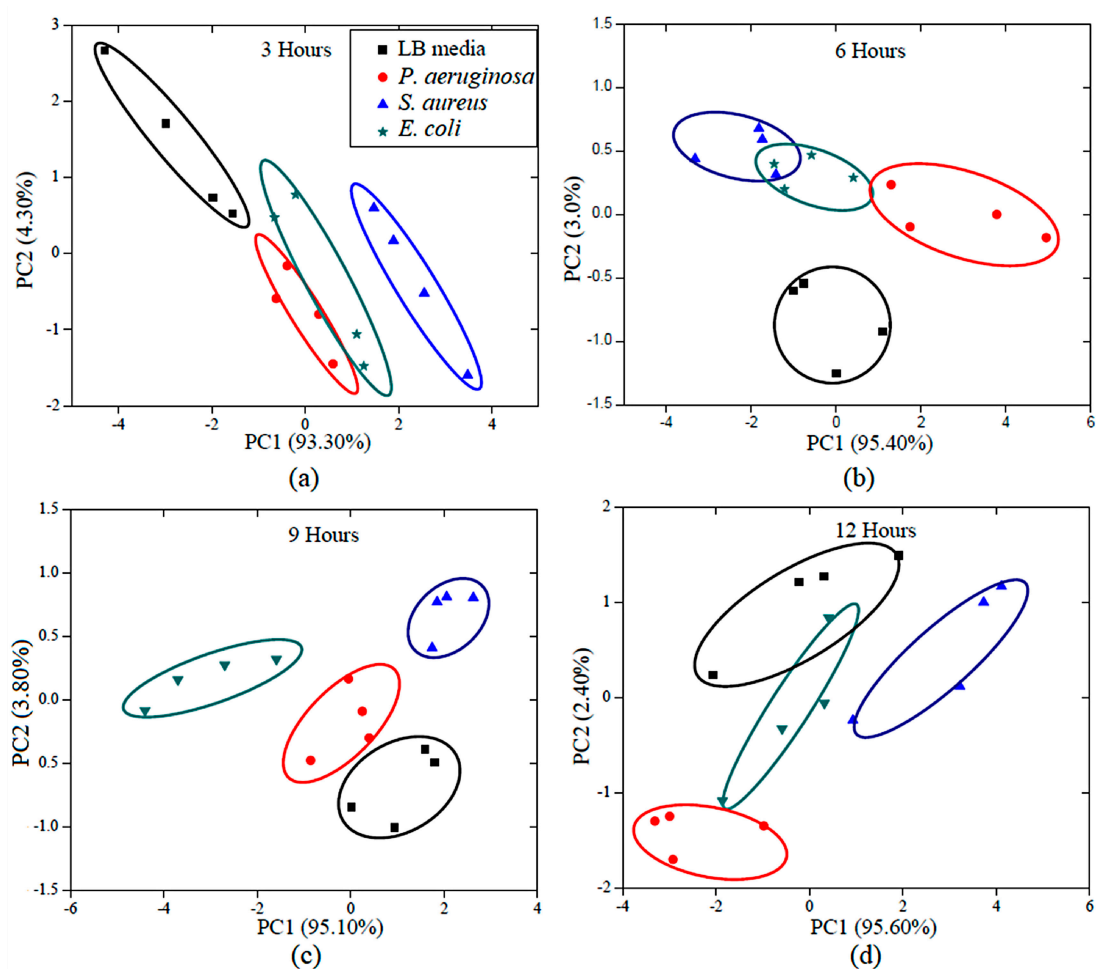 3 Hours
LB media
P. aeruginosa
S. aureus
E. coli
3
2
1
0
-1
-2
PC2 (4.30%)
-4
-2
0
2
4
PC1 (93.30%)
(a)
6 Hours
1.5
1.0
0.5
0.0
-0.5
-1.0
-1.5
PC2 (3.0%)
-4
-2
0
2
4
6
PC1 (95.40%)
(b)
9 Hours
1.5
1.0
0.5
0.0
-0.5
-1.0
-1.5
PC2 (3.80%)
-6
-4
-2
0
2
4
PC1 (95.10%)
(c)
12 Hours
2
1
0
-1
-2
PC2 (2.40%)
-4
-2
0
2
4
6
PC1 (95.60%)
(d)